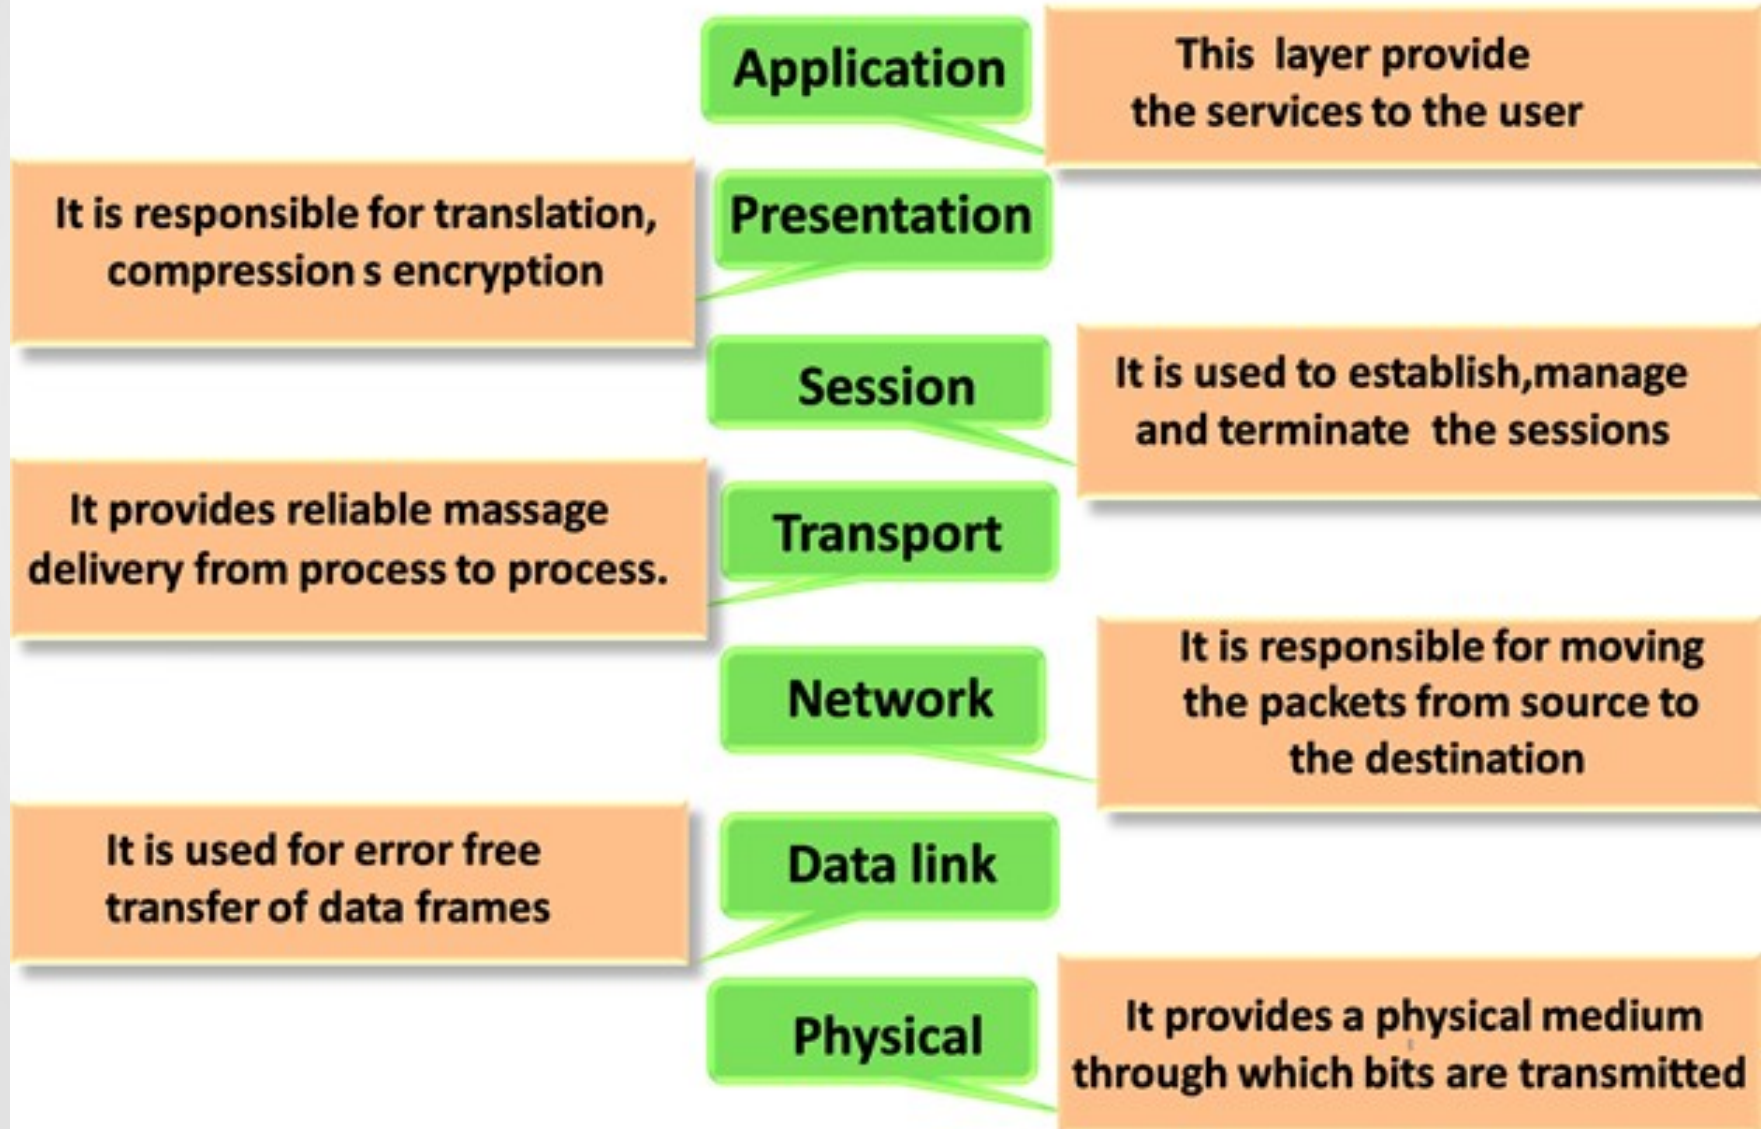 Application
This layer provide
the services to the user
Presentation
It is responsible for translation,
compression s encryption
Session
It is used to establish,manage
and terminate the sessions
Transport
It provides reliable massage
delivery from process to process.
Network
It is responsible for moving
the packets from source to
the destination
Data link
It is used for error free
transfer of data frames
Physical
It provides a physical medium
through which bits are transmitted